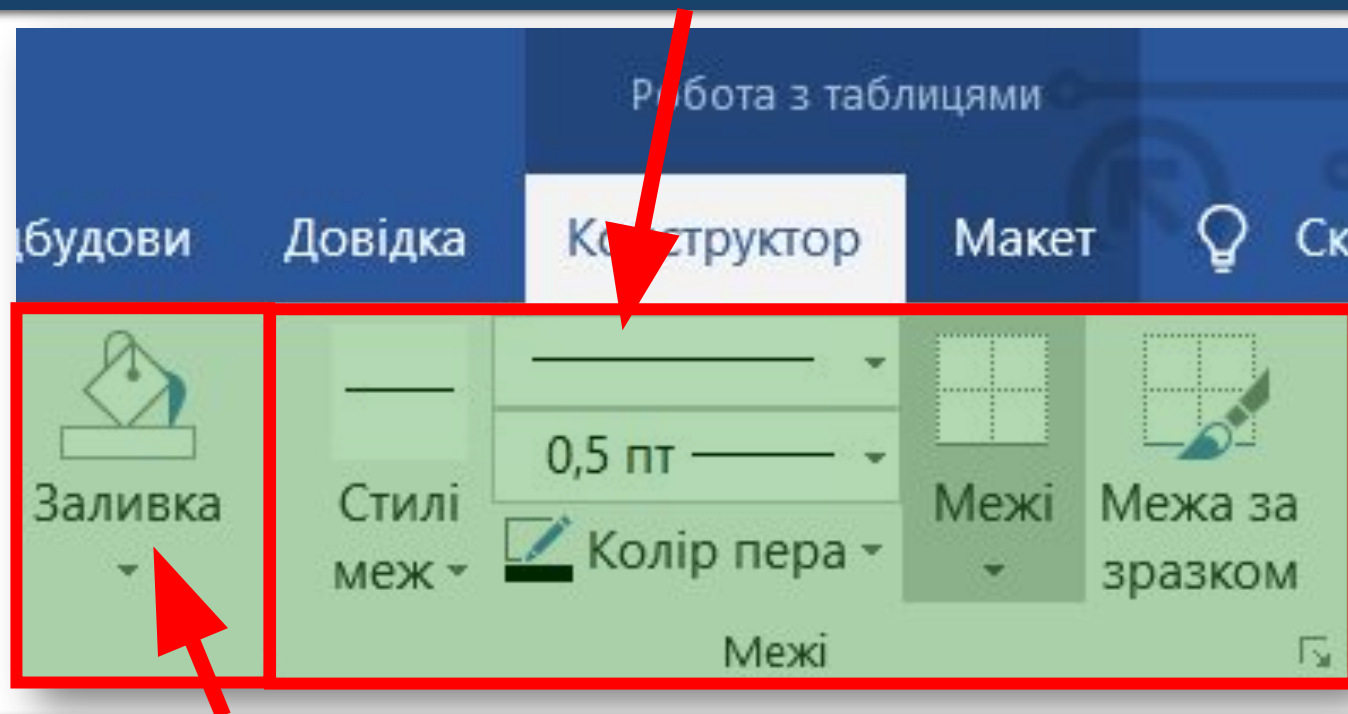 Робота з таблицями
дбудови Довідка Конструктор Макет Ск
Заливка
Стилі меж
0,5 пт
Колір пера
Межі
Межа за зразком
Межі